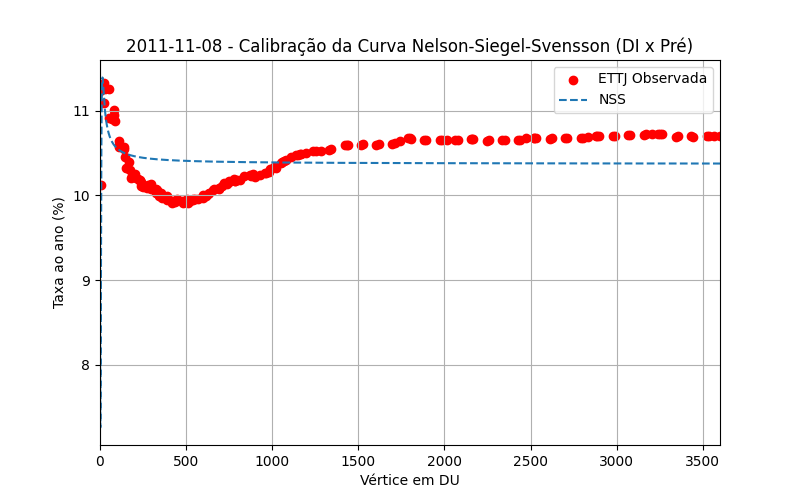 2011-11-08 - Calibração da Curva Nelson-Siegel-Svensson (DI x Pré)
ETTJ Observada
NSS
Taxa ao ano (%)
11
10
9
8
0 500 1000 1500 2000 2500 3000 3500
Vértice em DU